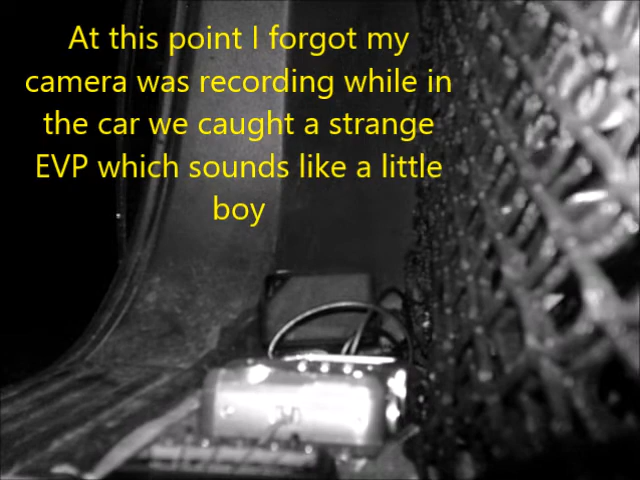 At this point I forgot my
camera was recording while in
the car we caught a strange
EVP which sounds like a little
boy